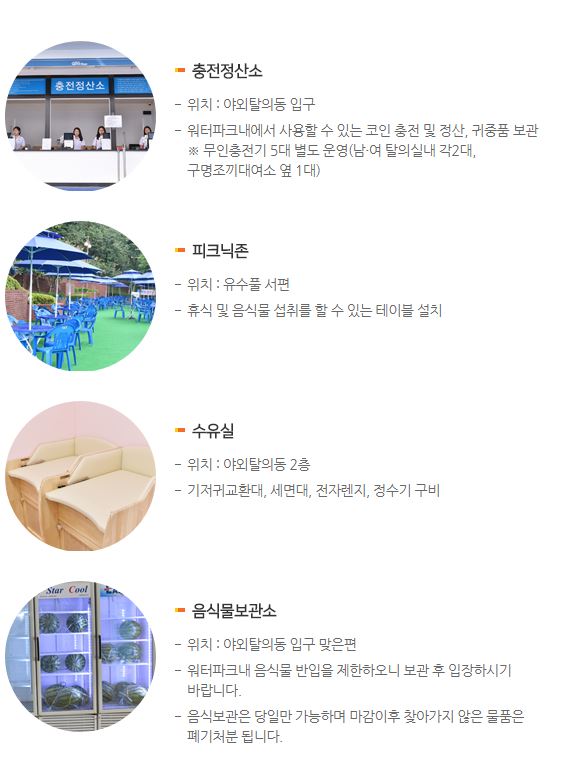 충전정산소
충전정산소
- 위치 : 야외탈의동 입구
- 워터파크내에서 사용할 수 있는 코인 충전 및 정산, 귀중품 보관
※ 무인충전기 5대 별도 운영(남·여 탈의실내 각2대,
구명조끼대여소 옆 1대)
피크닉존
- 위치 : 유수풀 서편
- 휴식 및 음식물 섭취를 할 수 있는 테이블 설치
수유실
- 위치 : 야외탈의동 2층
- 기저귀교환대, 세면대, 전자렌지, 정수기 구비
Star Cool
음식물보관소
- 위치 : 야외탈의동 입구 맞은편
- 워터파크내 음식물 반입을 제한하오니 보관 후 입장하시기
바랍니다.
- 음식보관은 당일만 가능하며 마감이후 찾아가지 않은 물품은
폐기처분 됩니다.